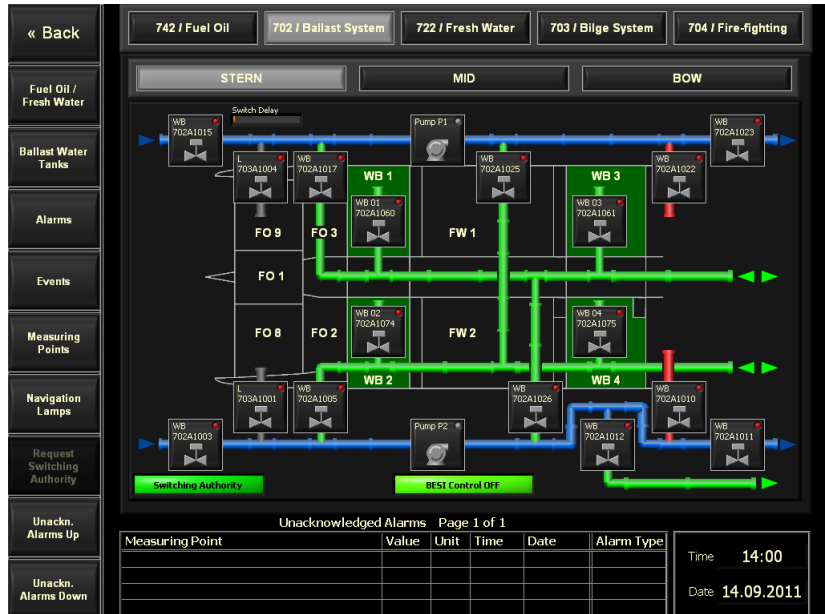 « Back
742 / Fuel Oil
702 / Ballast System
722 / Fresh Water
703 / Bilge System
704 / Fire-fighting
STERN
MID
BOW
Fuel Oil /
Fresh Water
Ballast Water
Tanks
Alarms
Events
Measuring
Points
Navigation
Lamps
Request
Switching
Authority
Unackn.
Alarms Up
Unackn.
Alarms Down
Switch Delay
WB
702A1015
Pump P1
WB
702A1023
L
703A1004
WB
702A1017
WB 1
WB
702A1025
WB 3
WB
702A1022
WB 01
702A1060
WB 03
702A1061
FO 9
FO 3
FW 1
FO 1
WB 02
702A1074
WB 04
702A1075
FO 8
FO 2
FW 2
WB 2
WB 4
L
703A1001
WB
702A1005
WB
702A1026
WB
702A1010
WB
702A1003
Pump P2
WB
702A1012
WB
702A1011
Switching Authority
BESI Control OFF
Unacknowledged Alarms Page 1 of 1
Measuring Point Value Unit Time Date Alarm Type
Time 14:00
Date 14.09.2011